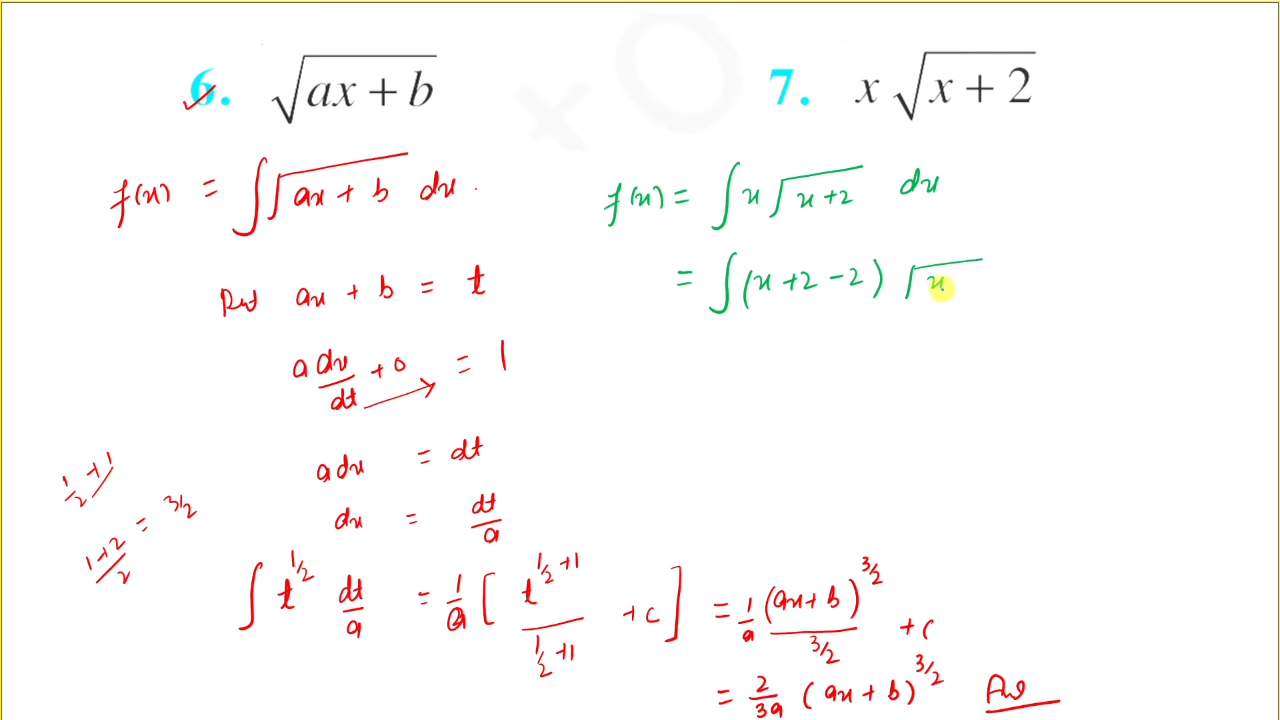 6. √(ax + b)
f(x) = ∫ √(ax + b) dx.
Put ax + b = t
a dx/dt + 0 = 1
a dx = dt
dx = dt/a
1/2 + 1
(1+2)/2 = 3/2
∫ t^(1/2) dt/a = 1/a [ t^(1/2 + 1) / (1/2 + 1) + c ] = 1/a (ax + b)^(3/2) / (3/2) + c
= 2/3a (ax + b)^(3/2) Ans
7. x √(x + 2)
f(x) = ∫ x √(x + 2) dx
= ∫ (x + 2 - 2) √x